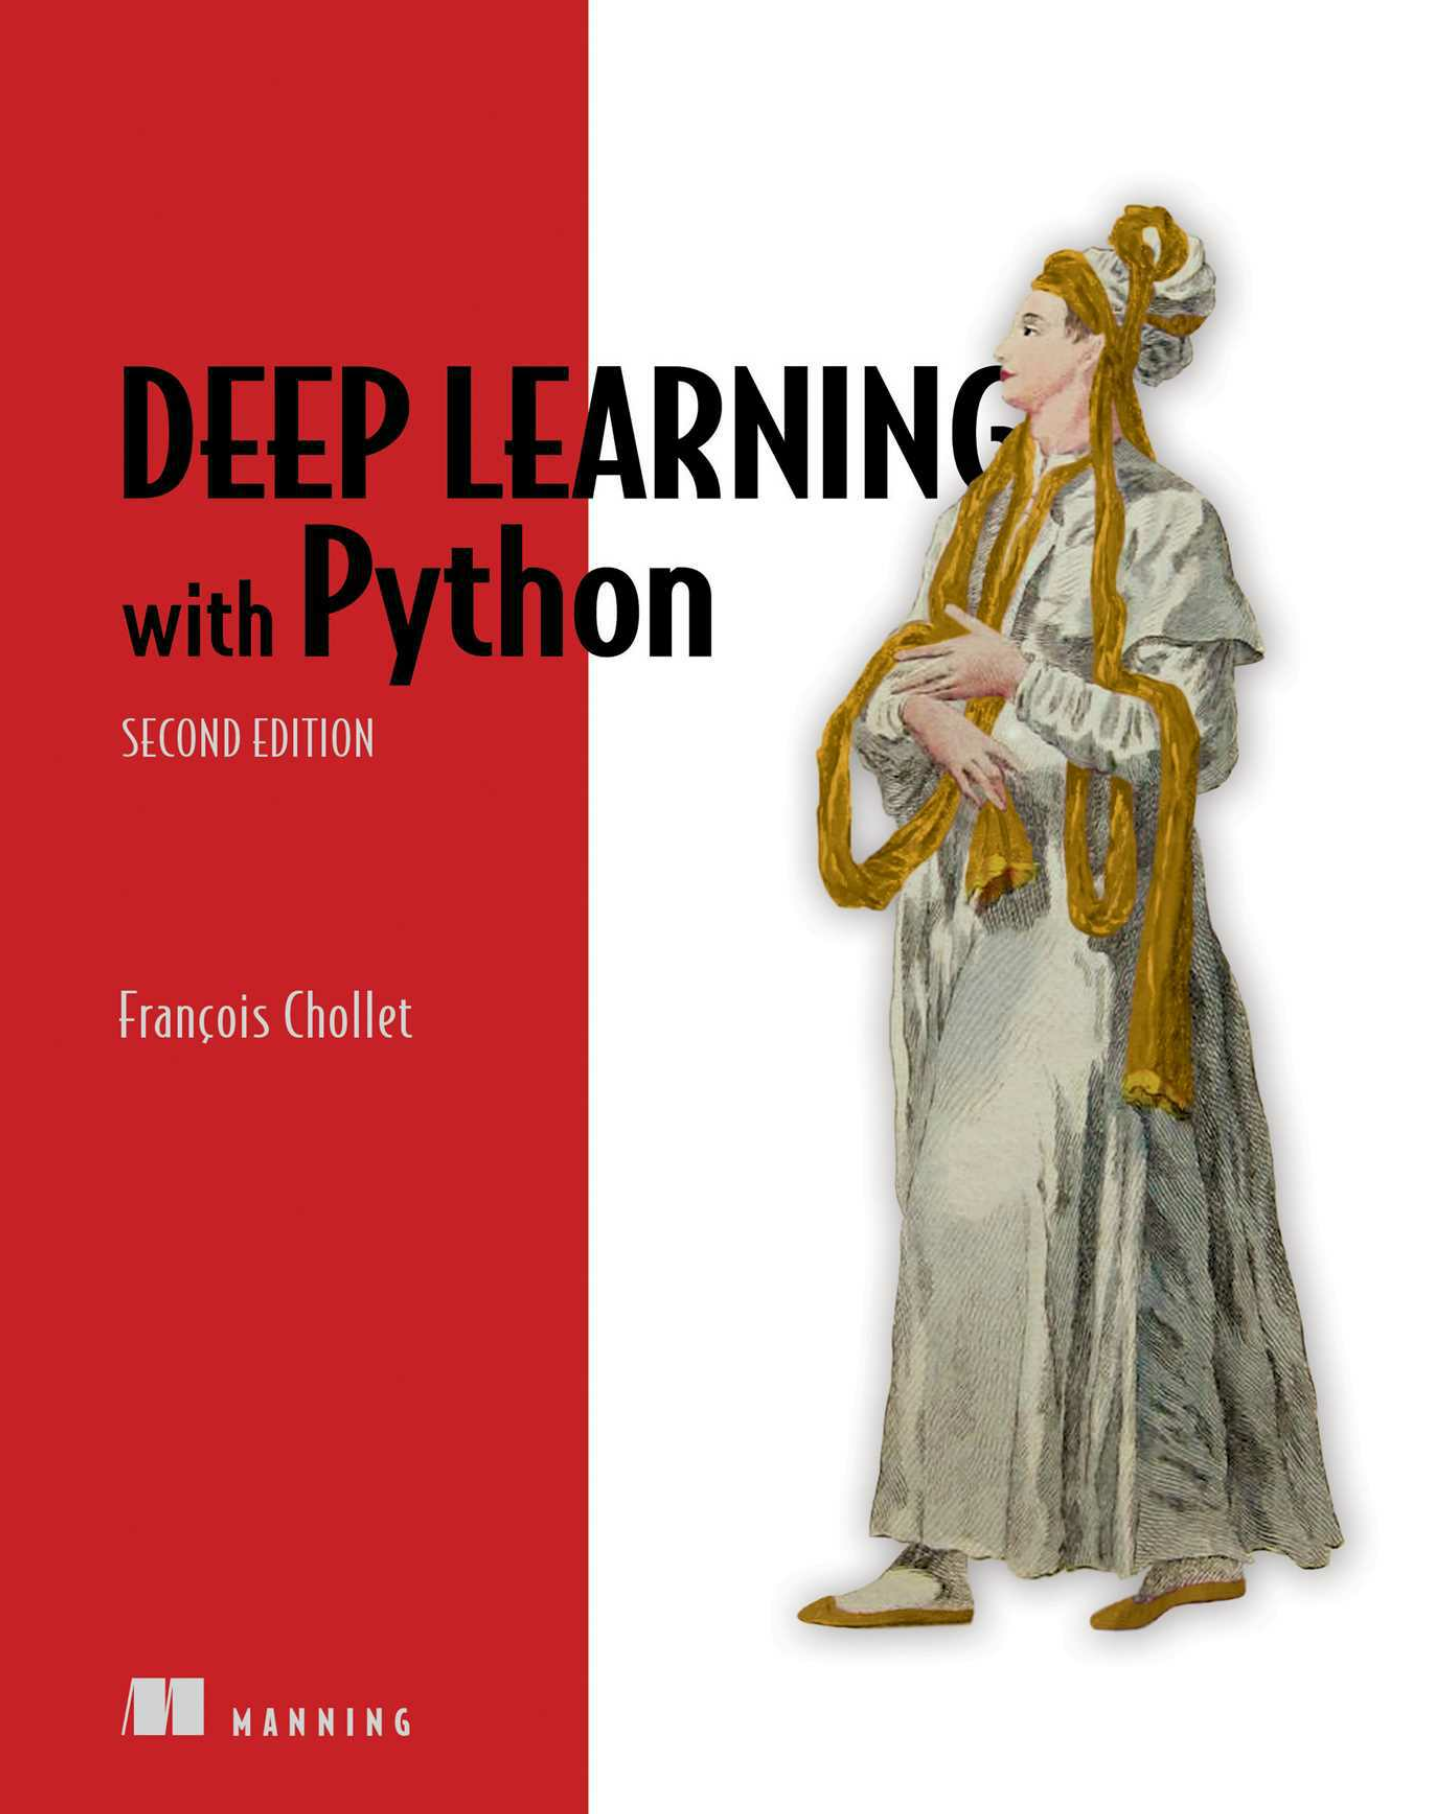 DEEP LEARNING
with Python
SECOND EDITION
François Chollet
MANNING